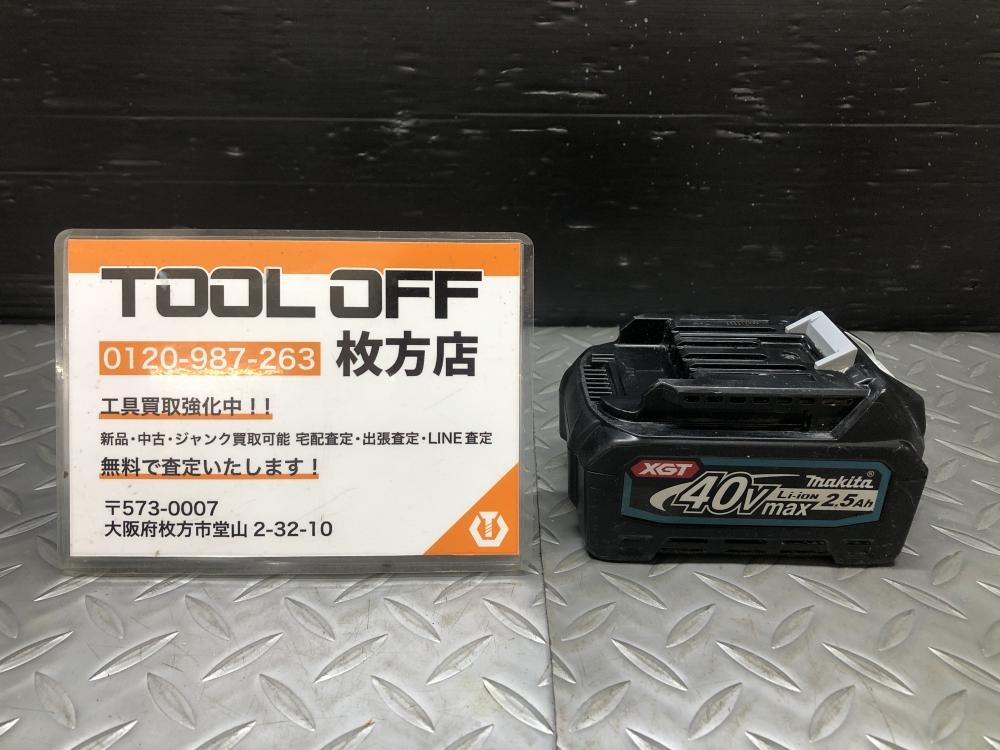 TOOL OFF
0120-987-263 枚方店
工具買取強化中!!
新品・中古・ジャンク買取可能 宅配査定・出張査定・LINE査定
無料で査定いたします!
〒573-0007
大阪府枚方市堂山 2-32-10
XGT
40Vmax
Li-ion
makita®
2.5Ah